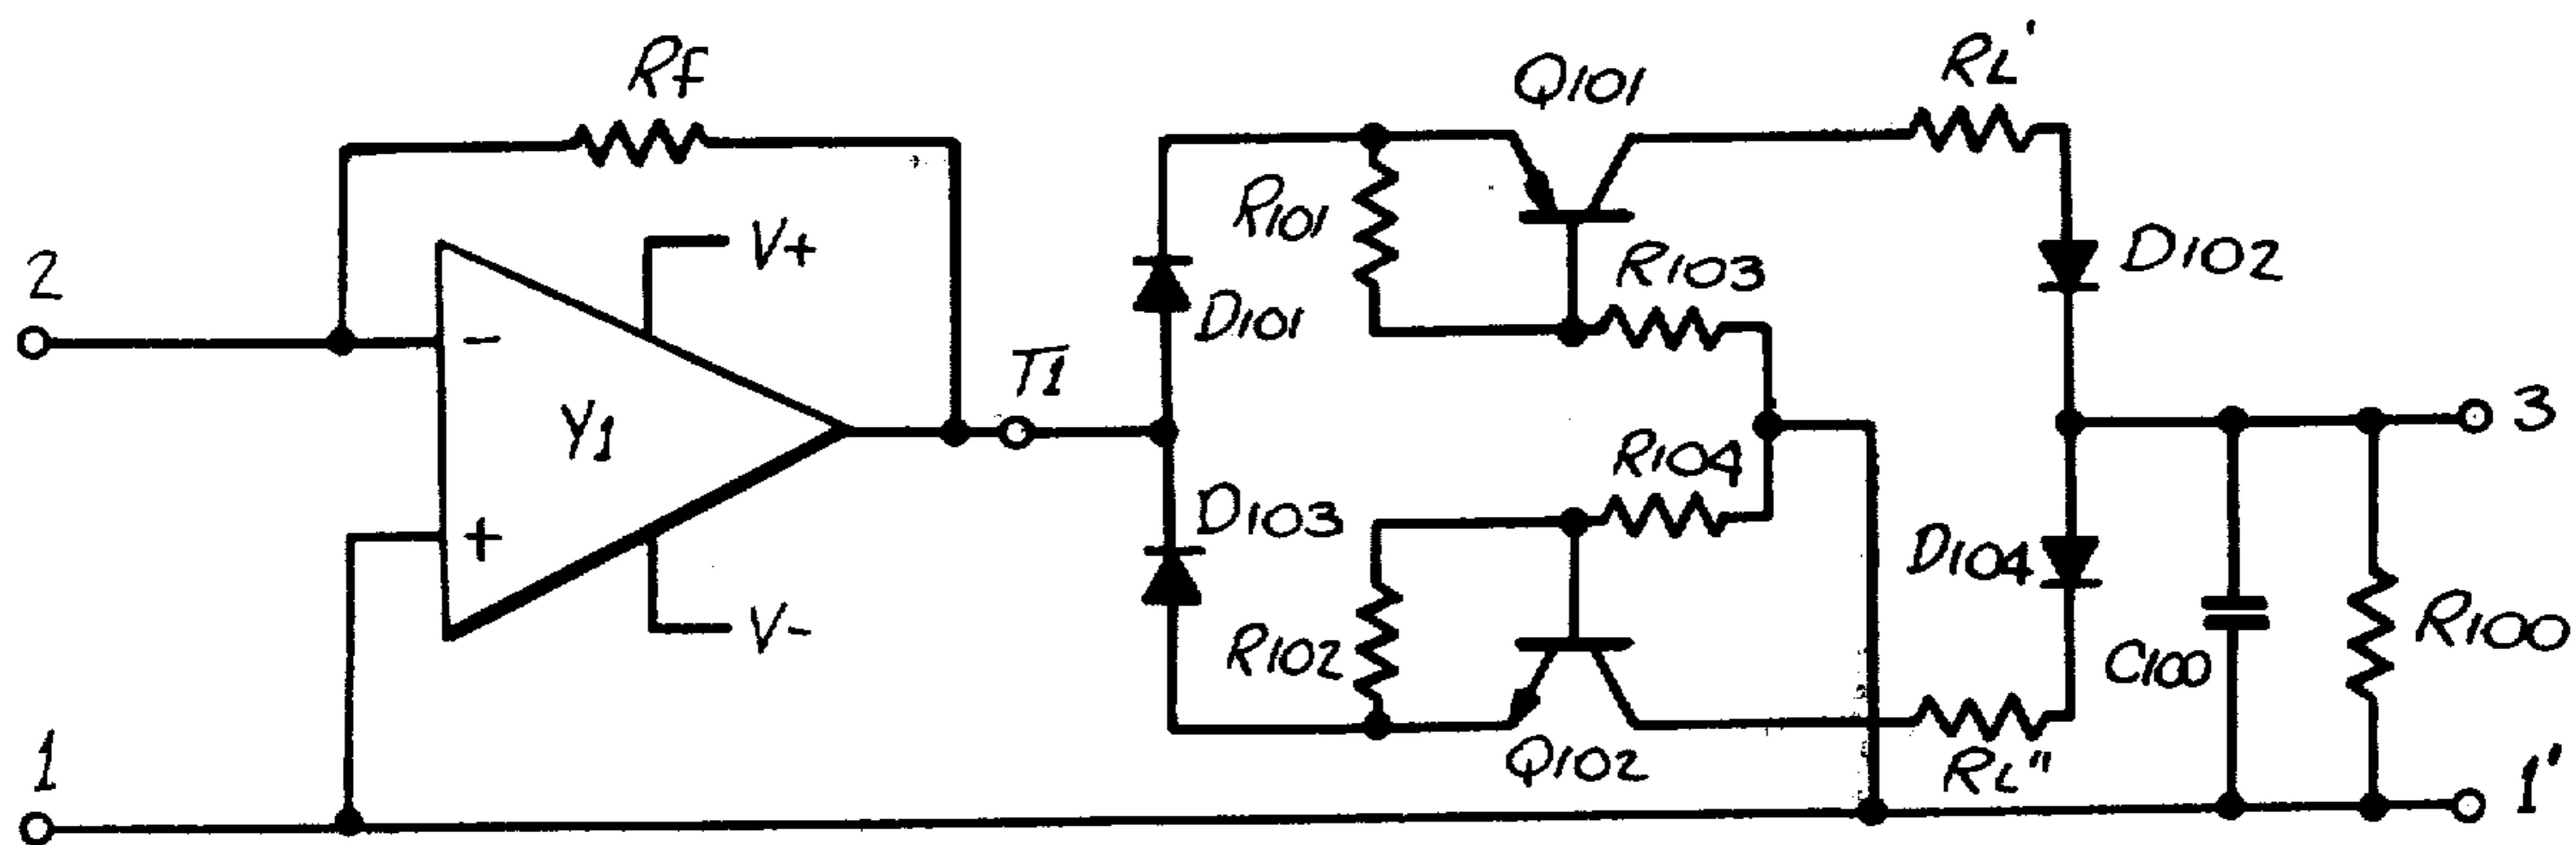 Rf
Q101
RL'
2
V+
R101
R103
D102
D101
-
Y1
T1
3
+
R104
D103
D104
V-
R102
C100
R100
1
Q102
RL"
1'